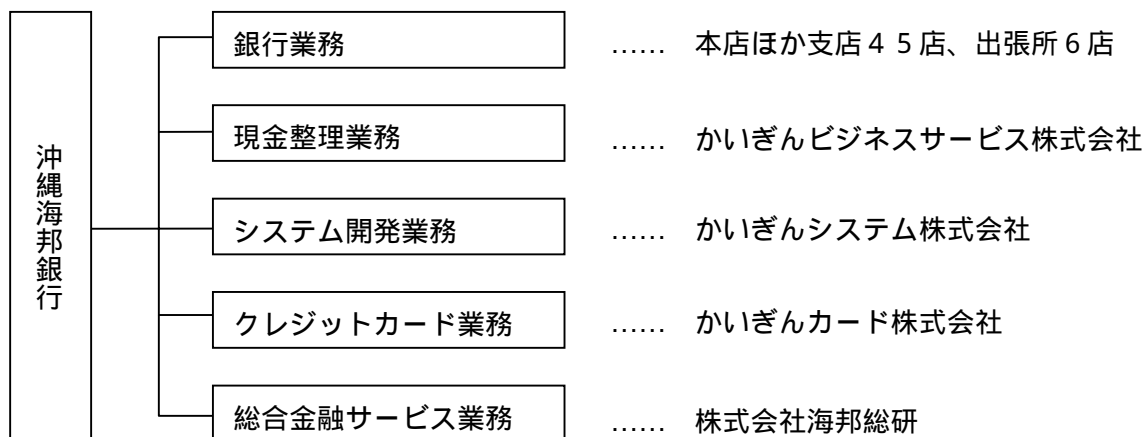 沖縄海邦銀行
銀行業務 …… 本店ほか支店４５店、出張所６店
現金整理業務 …… かいぎんビジネスサービス株式会社
システム開発業務 …… かいぎんシステム株式会社
クレジットカード業務 …… かいぎんカード株式会社
総合金融サービス業務 …… 株式会社海邦総研